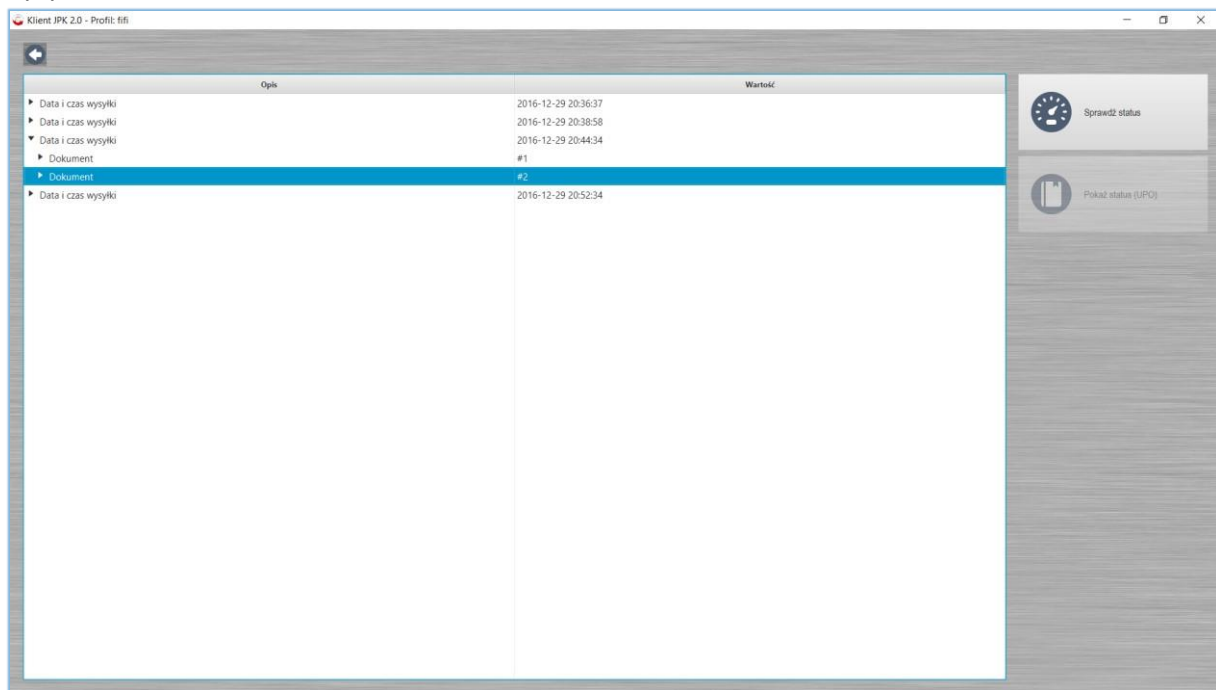 Klient JPK 2.0 - Profil: fifi
Opis Wartość
Data i czas wysyłki 2016-12-29 20:36:37
Data i czas wysyłki 2016-12-29 20:38:58
Data i czas wysyłki 2016-12-29 20:44:34
Dokument #1
Dokument #2
Data i czas wysyłki 2016-12-29 20:52:34
Sprawdź status
Pokaż status (UPO)